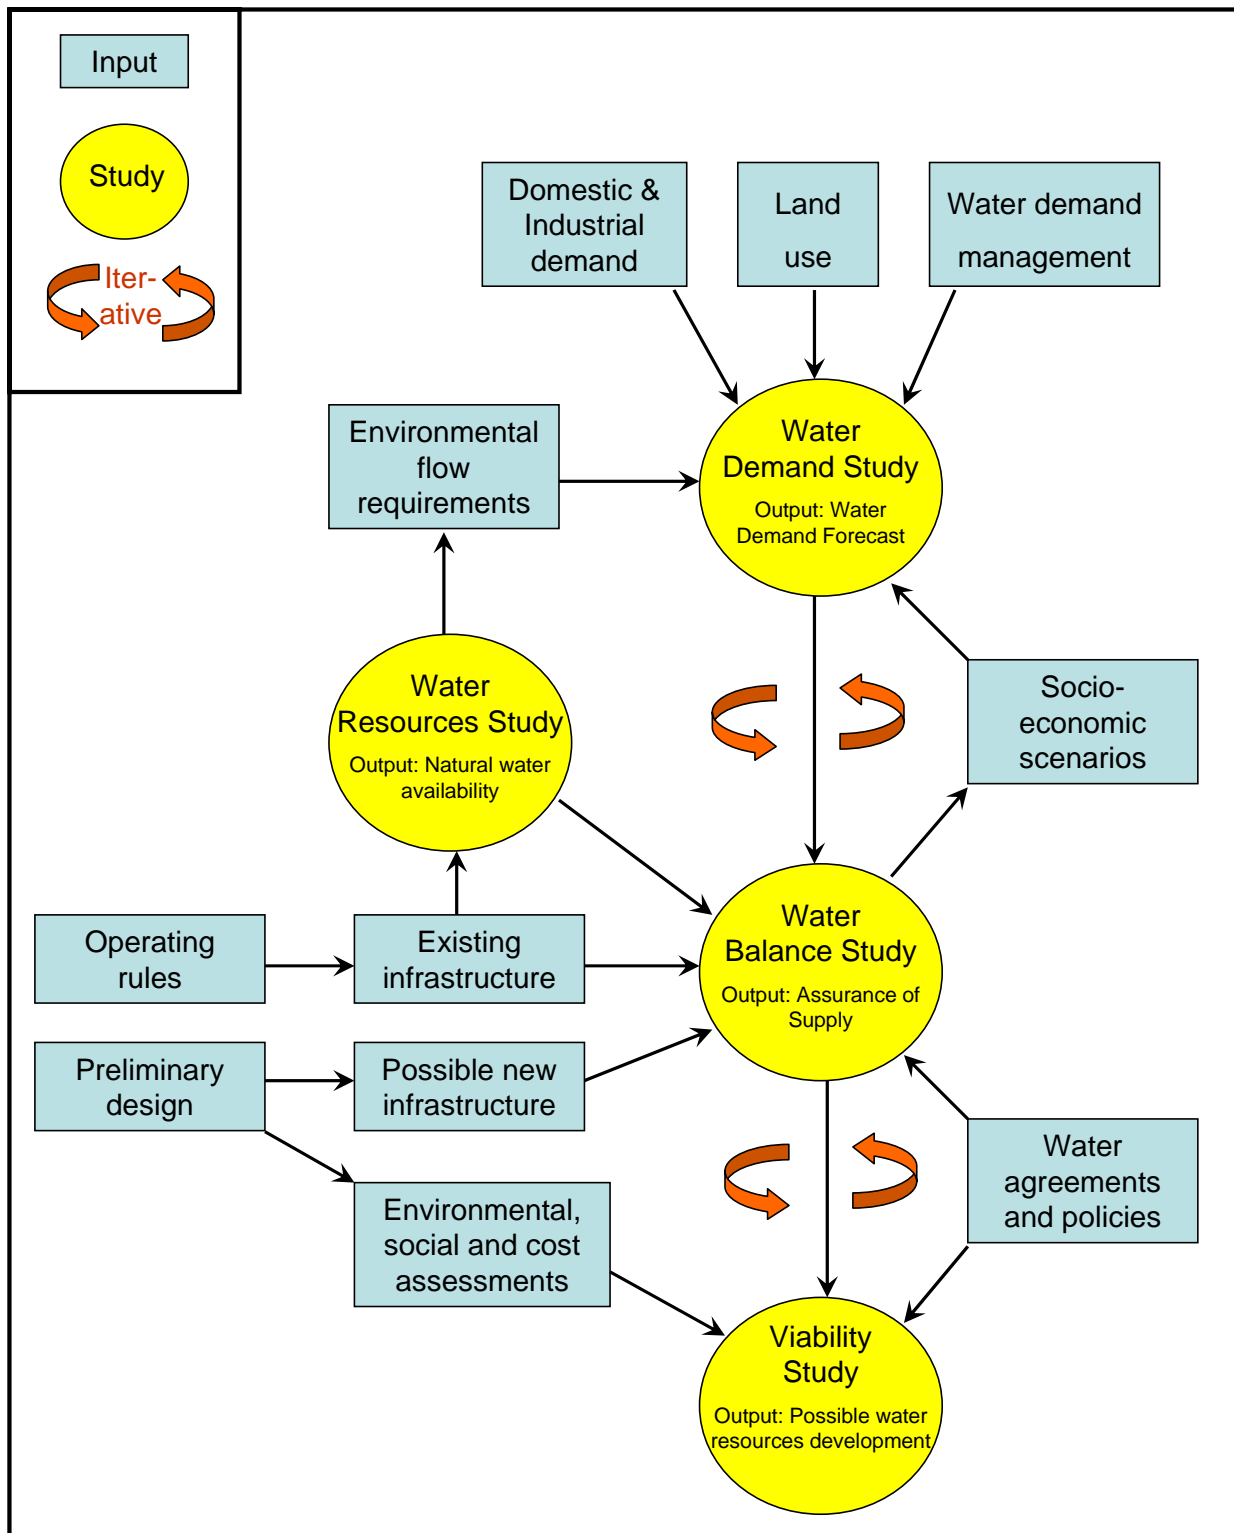 Input
Study
Iter-
ative
Domestic &
Industrial
demand
Land
use
Water demand
management
Environmental
flow
requirements
Water
Demand Study
Output: Water
Demand Forecast
Water
Resources Study
Output: Natural water
availability
Socio-
economic
scenarios
Operating
rules
Existing
infrastructure
Water
Balance Study
Output: Assurance of
Supply
Preliminary
design
Possible new
infrastructure
Environmental,
social and cost
assessments
Water
agreements
and policies
Viability
Study
Output: Possible water
resources development